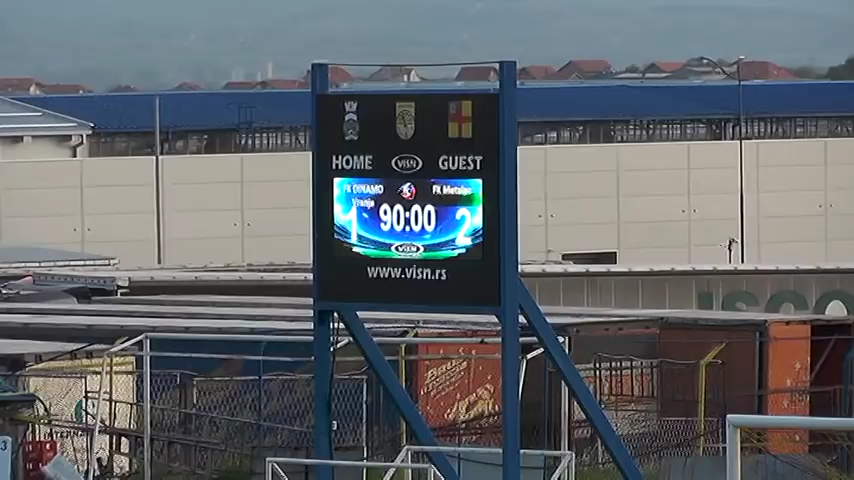 HOME VISN GUEST
FK DINAMO
Vranje
FK Metalac
1 90:00 2
VISN
www.visn.rs